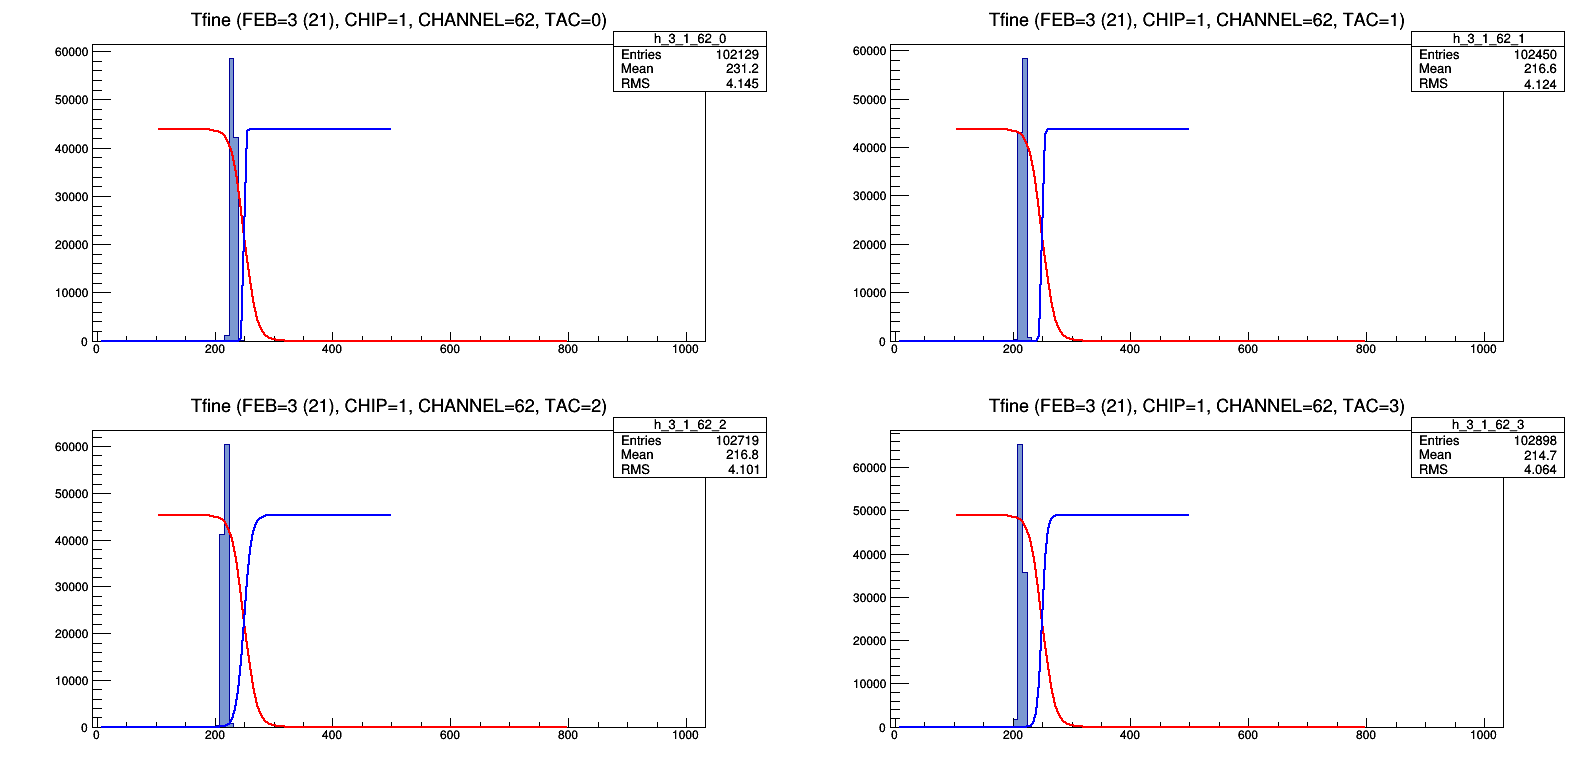 Tfine (FEB=3 (21), CHIP=1, CHANNEL=62, TAC=0)
h_3_1_62_0
Entries 102129
Mean 231.2
RMS 4.145
60000
50000
40000
30000
20000
10000
0
0 200 400 600 800 1000
Tfine (FEB=3 (21), CHIP=1, CHANNEL=62, TAC=1)
h_3_1_62_1
Entries 102450
Mean 216.6
RMS 4.124
60000
50000
40000
30000
20000
10000
0
0 200 400 600 800 1000
Tfine (FEB=3 (21), CHIP=1, CHANNEL=62, TAC=2)
h_3_1_62_2
Entries 102719
Mean 216.8
RMS 4.101
60000
50000
40000
30000
20000
10000
0
0 200 400 600 800 1000
Tfine (FEB=3 (21), CHIP=1, CHANNEL=62, TAC=3)
h_3_1_62_3
Entries 102898
Mean 214.7
RMS 4.064
60000
50000
40000
30000
20000
10000
0
0 200 400 600 800 1000